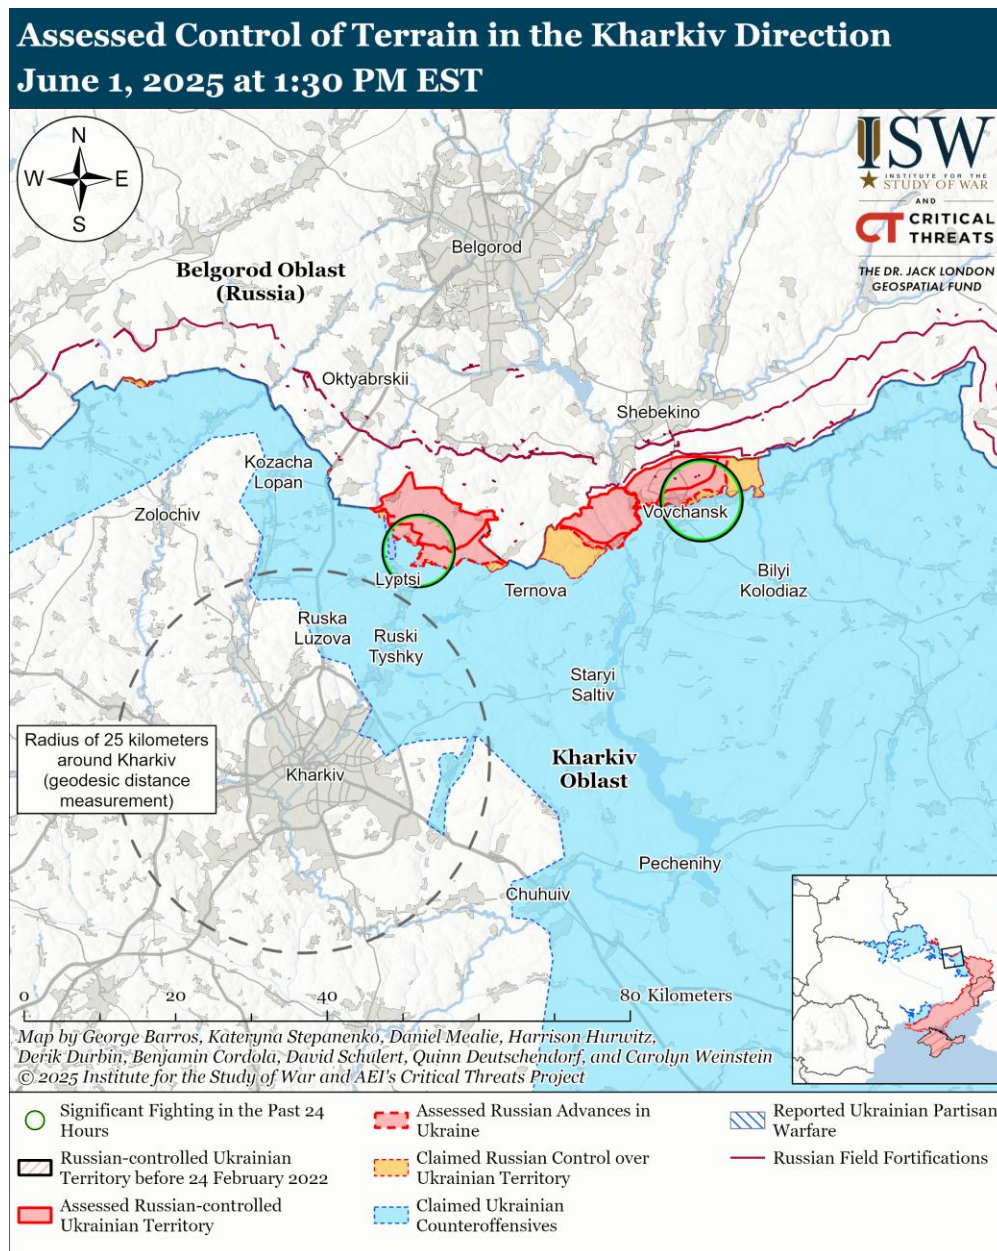 Assessed Control of Terrain in the Kharkiv Direction
June 1, 2025 at 1:30 PM EST
N
W
E
S
ISW
INSTITUTE FOR THE
STUDY OF WAR
AND
CT CRITICAL
THREATS
THE DR. JACK LONDON
GEOSPATIAL FUND
Belgorod
Belgorod Oblast
(Russia)
Oktyabrskii
Shebekino
Kozacha
Lopan
Zolochiv
Vovchansk
Lyptsi
Ternova
Bilyi
Kolodiaz
Ruska
Luzova
Ruski
Tyshky
Staryi
Saltiv
Radius of 25 kilometers
around Kharkiv
(geodesic distance
measurement)
Kharkiv
Kharkiv
Oblast
Pechenihy
Chuhuiv
0
20
40
80 Kilometers
Map by George Barros, Kateryna Stepanenko, Daniel Mealie, Harrison Hurwitz,
Derik Durbin, Benjamin Cordola, David Schulert, Quinn Deutschendorf, and Carolyn Weinstein
© 2025 Institute for the Study of War and AEI's Critical Threats Project
Significant Fighting in the Past 24
Hours
Russian-controlled Ukrainian
Territory before 24 February 2022
Assessed Russian-controlled
Ukrainian Territory
Assessed Russian Advances in
Ukraine
Claimed Russian Control over
Ukrainian Territory
Claimed Ukrainian
Counteroffensives
Reported Ukrainian Partisan
Warfare
Russian Field Fortifications